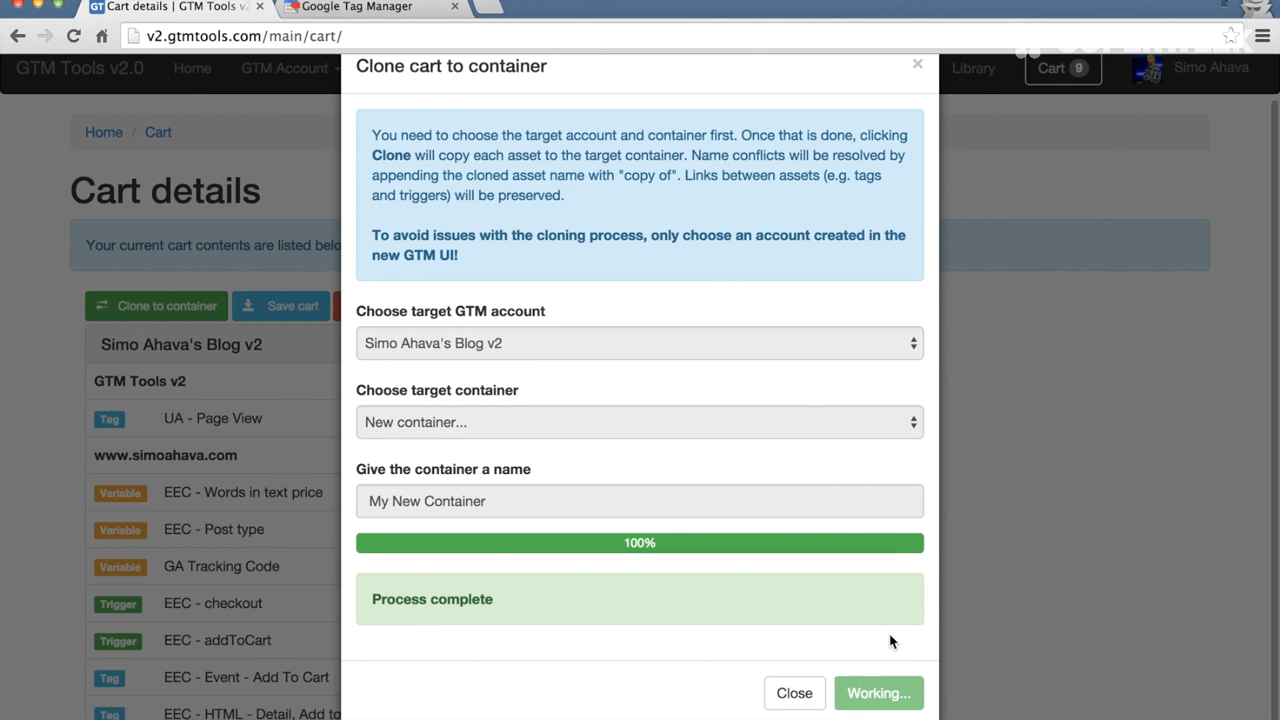 Cart details | GTM Tools v2
Google Tag Manager
v2.gtmtools.com/main/cart/
GTM Tools v2.0
Home
GTM Account
Library
Cart 9
Simo Ahava
Clone cart to container
×
Home / Cart
Cart details
Your current cart contents are listed belo
Clone to container
Save cart
Simo Ahava's Blog v2
GTM Tools v2
Tag UA - Page View
www.simoahava.com
Variable EEC - Words in text price
Variable EEC - Post type
Variable GA Tracking Code
Trigger EEC - checkout
Trigger EEC - addToCart
Tag EEC - Event - Add To Cart
Tag EEC - HTML - Detail, Add to
You need to choose the target account and container first. Once that is done, clicking
Clone will copy each asset to the target container. Name conflicts will be resolved by
appending the cloned asset name with "copy of". Links between assets (e.g. tags
and triggers) will be preserved.
To avoid issues with the cloning process, only choose an account created in the
new GTM UI!
Choose target GTM account
Simo Ahava's Blog v2
Choose target container
New container...
Give the container a name
My New Container
100%
Process complete
Close
Working...